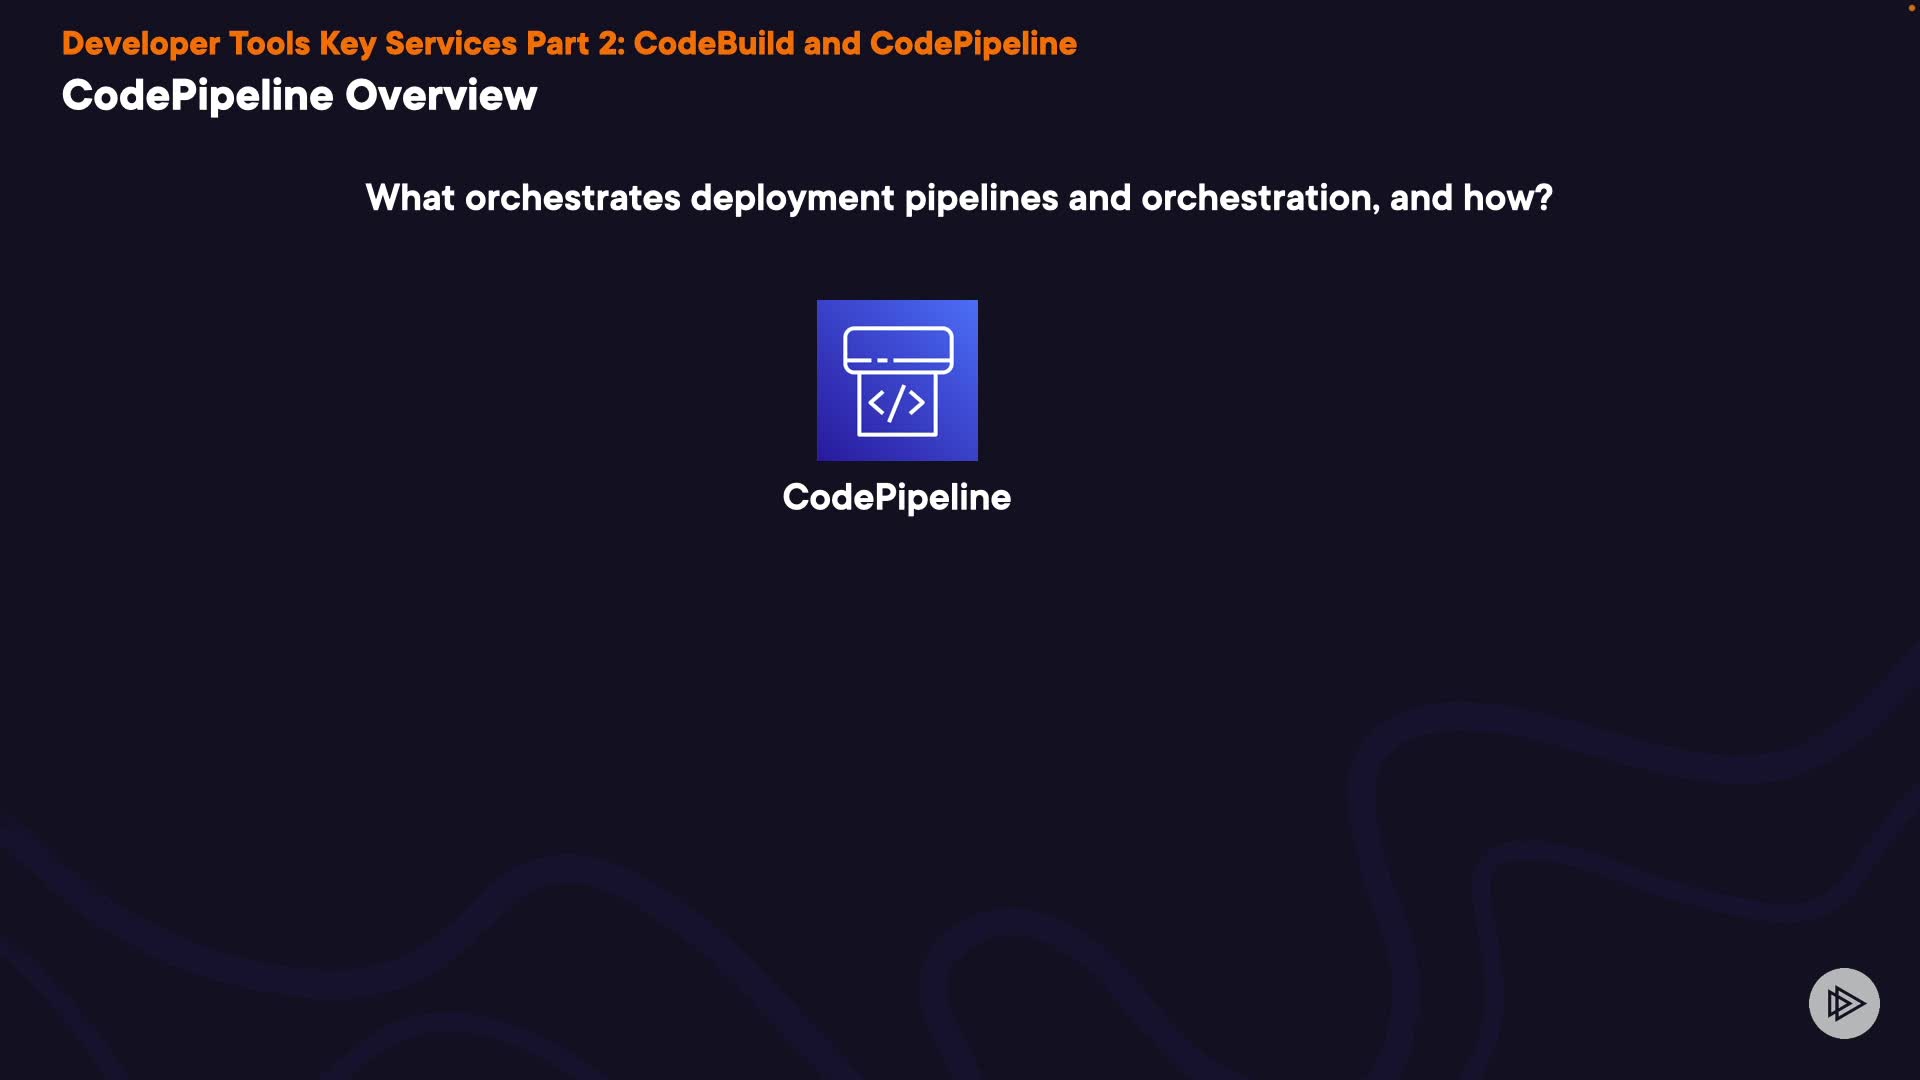 Developer Tools Key Services Part 2: CodeBuild and CodePipeline
CodePipeline Overview
What orchestrates deployment pipelines and orchestration, and how?
</>
CodePipeline